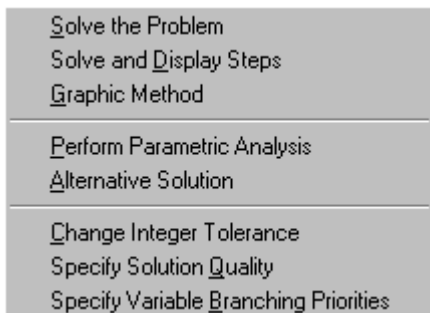 Solve the Problem
Solve and Display Steps
Graphic Method
Perform Parametric Analysis
Alternative Solution
Change Integer Tolerance
Specify Solution Quality
Specify Variable Branching Priorities